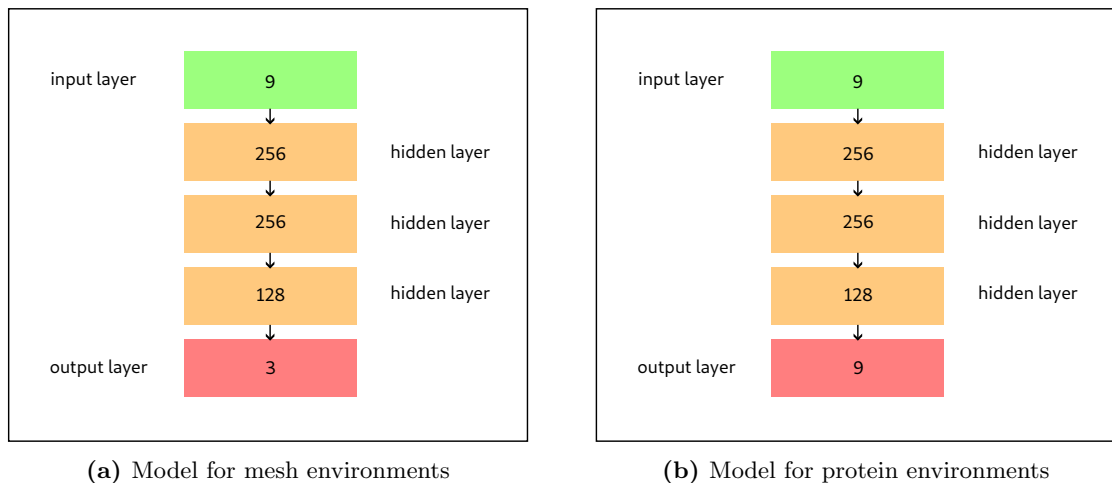 input layer
9
256
hidden layer
256
hidden layer
128
hidden layer
output layer
3
(a) Model for mesh environments
input layer
9
256
hidden layer
256
hidden layer
128
hidden layer
output layer
9
(b) Model for protein environments